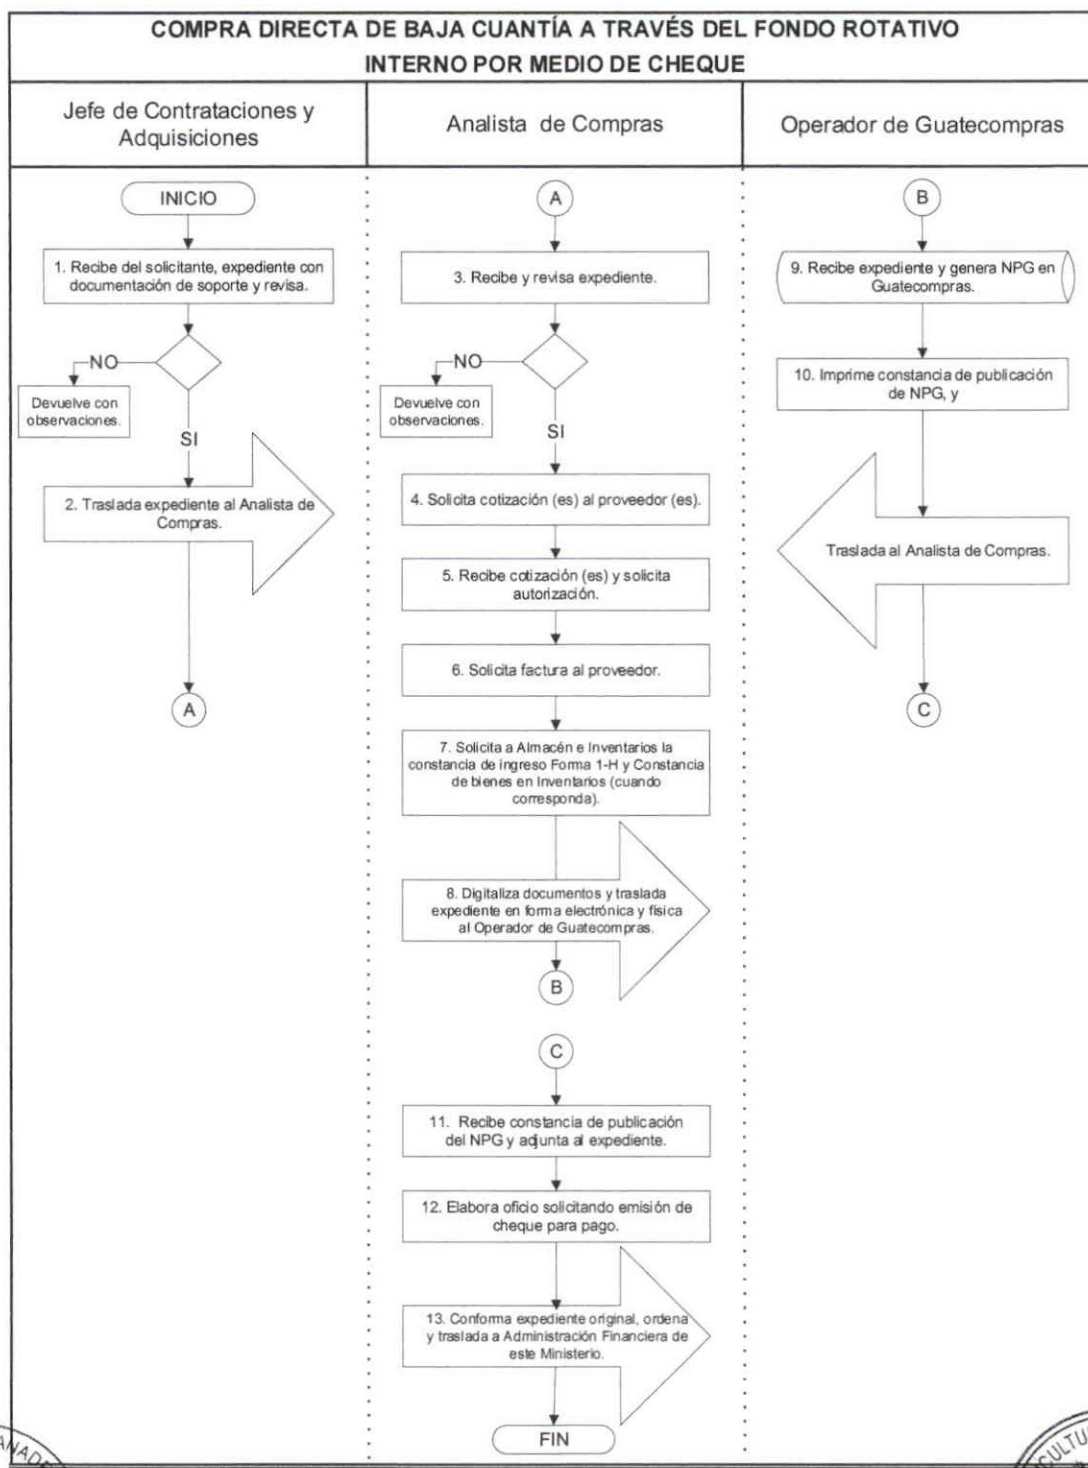 COMPRA DIRECTA DE BAJA CUANTÍA A TRAVÉS DEL FONDO ROTATIVO
INTERNO POR MEDIO DE CHEQUE
Jefe de Contrataciones y
Adquisiciones
Analista de Compras
Operador de Guatecompras
INICIO
1. Recibe del solicitante, expediente con
documentación de soporte y revisa.
NO
Devuelve con
observaciones.
SI
2. Traslada expediente al Analista de
Compras.
A
A
3. Recibe y revisa expediente.
NO
Devuelve con
observaciones.
SI
4. Solicita cotización (es) al proveedor (es).
5. Recibe cotización (es) y solicita
autorización.
6. Solicita factura al proveedor.
7. Solicita a Almacén e Inventarios la
constancia de ingreso Forma 1-H y Constancia
de bienes en Inventarios (cuando
corresponda).
8. Digitaliza documentos y traslada
expediente en forma electrónica y física
al Operador de Guatecompras.
B
B
9. Recibe expediente y genera NPG en
Guatecompras.
10. Imprime constancia de publicación
de NPG, y
Traslada al Analista de Compras.
C
C
11. Recibe constancia de publicación
del NPG y adjunta al expediente.
12. Elabora oficio solicitando emisión de
cheque para pago.
13. Conforma expediente original, ordena
y traslada a Administración Financiera de
este Ministerio.
FIN